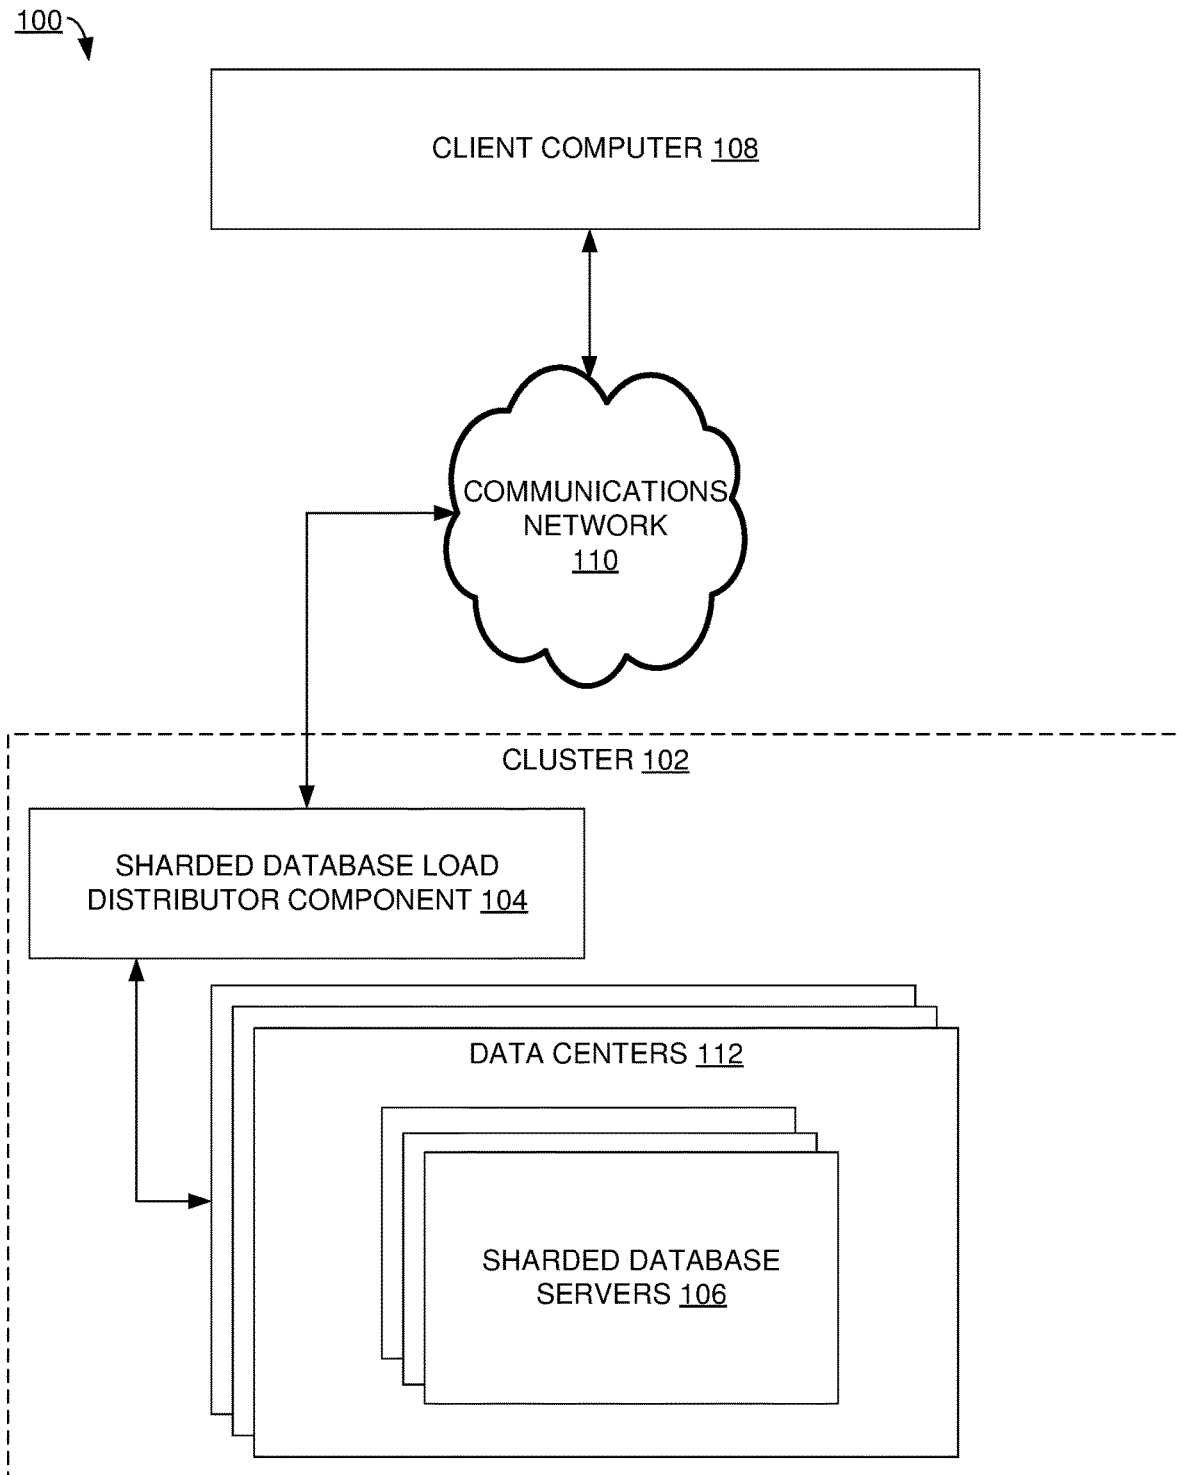 100
CLIENT COMPUTER 108
COMMUNICATIONS
NETWORK
110
CLUSTER 102
SHARDED DATABASE LOAD
DISTRIBUTOR COMPONENT 104
DATA CENTERS 112
SHARDED DATABASE
SERVERS 106